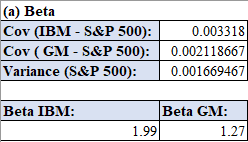 (a) Beta
Cov (IBM - S&P 500): 0.003318
Cov ( GM - S&P 500): 0.002118667
Variance (S&P 500): 0.001669467
Beta IBM: Beta GM:
1.99 1.27